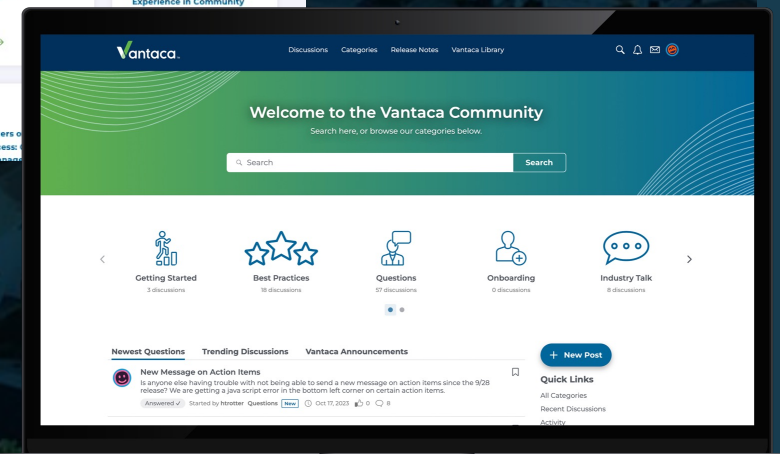 Experience in Community
ers o
cess: 
Vantaca
Discussions Categories Release Notes Vantaca Library
Welcome to the Vantaca Community
Search here, or browse our categories below.
Search Search
Getting Started Best Practices Questions Onboarding Industry Talk
3 discussions 18 discussions 57 discussions 0 discussions 8 discussions
Newest Questions Trending Discussions Vantaca Announcements
+ New Post
New Message on Action Items
Is anyone else having trouble with not being able to send a new message on action items since the 9/28
release? We are getting a java script error in the bottom left corner on certain action items.
Answered ✓ Started by htrotter Questions New Oct 17, 2023 0 8
Quick Links
All Categories
Recent Discussions
Activity